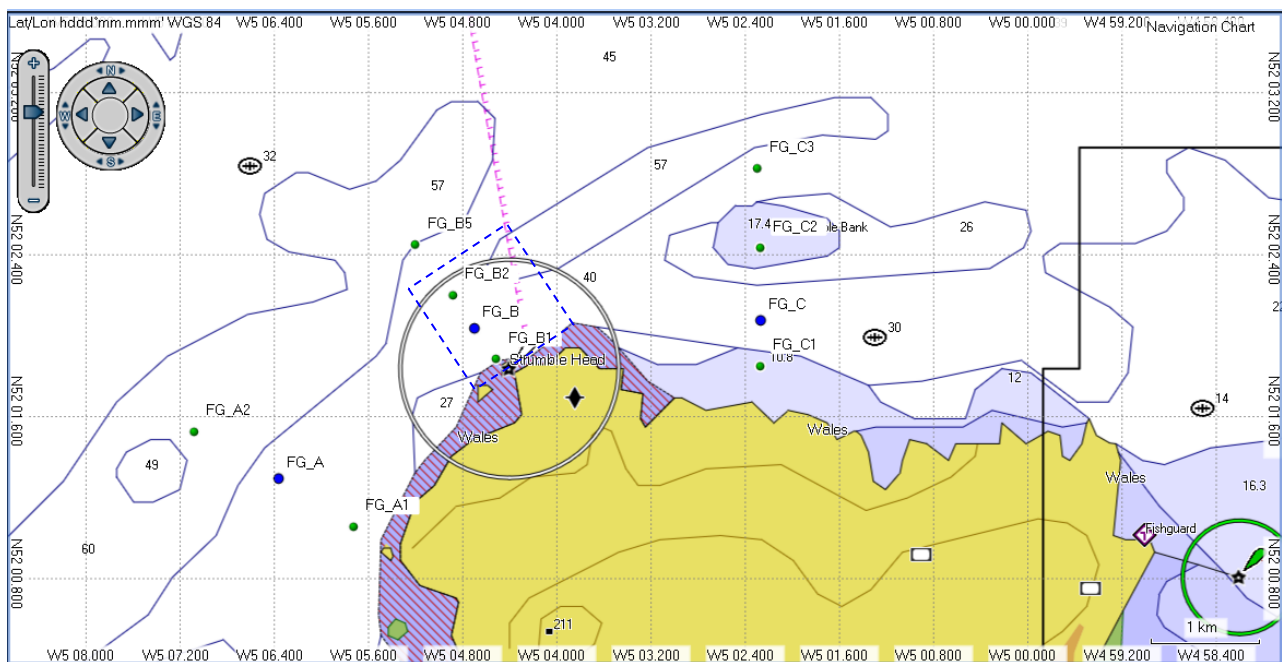 Lat/Lon hddd°mm.mmm' WGS 84
W5 06.400
W5 05.600
W5 04.800
W5 04.000
W5 03.200
W5 02.400
W5 01.600
W5 00.800
W5 00.000
W4 59.200
Navigation Chart
N52 03.200
N52 03.200
45
32
57
57
FG_C3
FG_B5
17.4
FG_C2
le Bank
26
N52 02.400
N52 02.400
FG_B2
40
FG_B
FG_B1
FG_C
30
FG_C1
10.8
Strumble Head
12
27
14
N52 01.600
N52 01.600
FG_A2
Wales
Wales
49
FG_A
Wales
16.3
FG_A1
Fishguard
60
N52 00.800
N52 00.800
211
1 km
W5 08.000
W5 07.200
W5 06.400
W5 05.600
W5 04.800
W5 04.000
W5 03.200
W5 02.400
W5 01.600
W5 00.800
W5 00.000
W4 59.200
W4 58.400